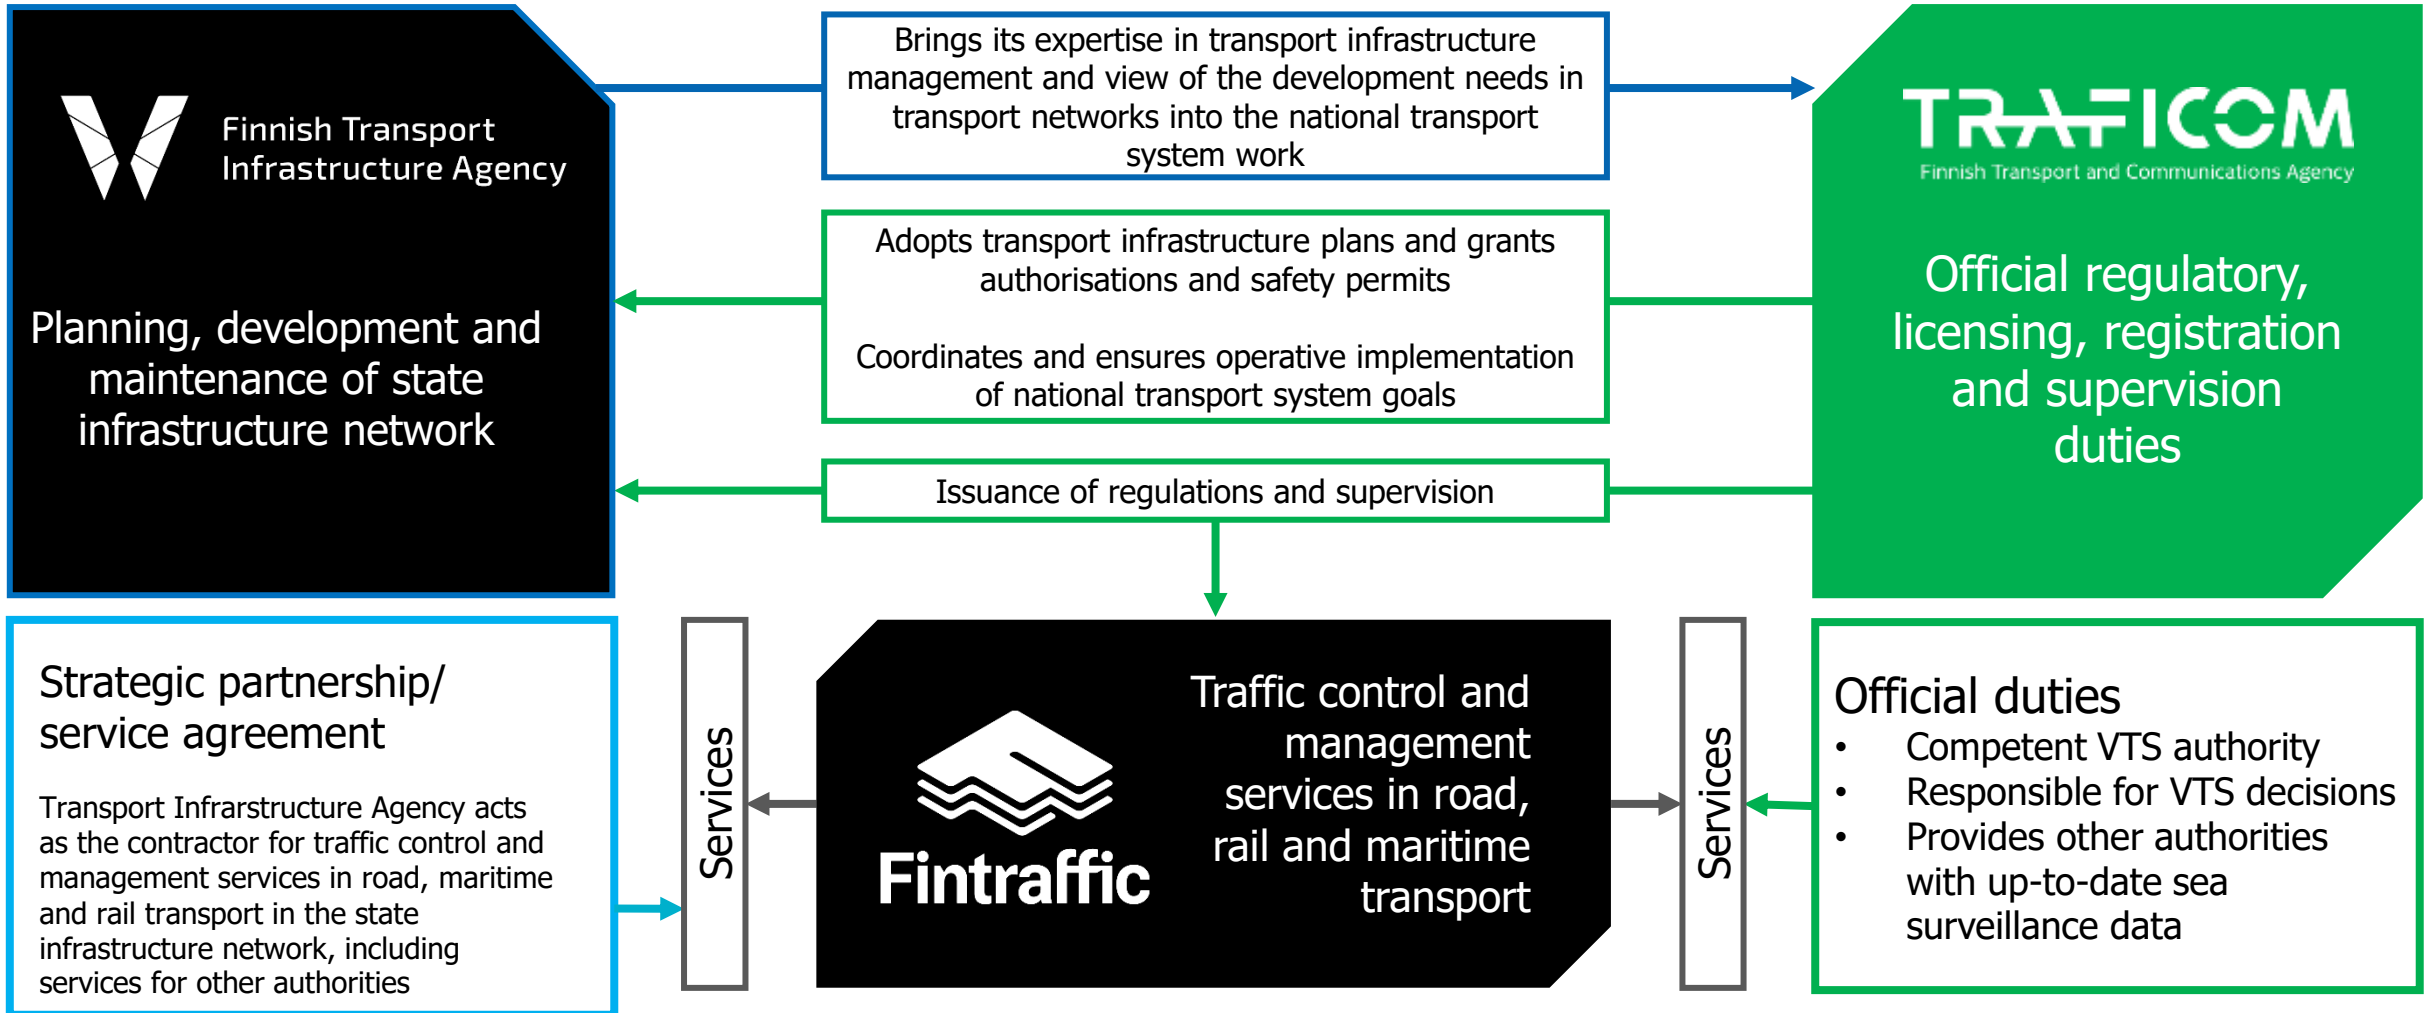 Finnish Transport
Infrastructure Agency
Planning, development and
maintenance of state
infrastructure network
Brings its expertise in transport infrastructure
management and view of the development needs in
transport networks into the national transport
system work
Adopts transport infrastructure plans and grants
authorisations and safety permits
Coordinates and ensures operative implementation
of national transport system goals
Issuance of regulations and supervision
TRAFICOM
Finnish Transport and Communications Agency
Official regulatory,
licensing, registration
and supervision
duties
Strategic partnership/
service agreement
Transport Infrarstructure Agency acts
as the contractor for traffic control and
management services in road, maritime
and rail transport in the state
infrastructure network, including
services for other authorities
Services
Fintraffic
Traffic control and
management
services in road,
rail and maritime
transport
Services
Official duties
• Competent VTS authority
• Responsible for VTS decisions
• Provides other authorities
with up-to-date sea
surveillance data